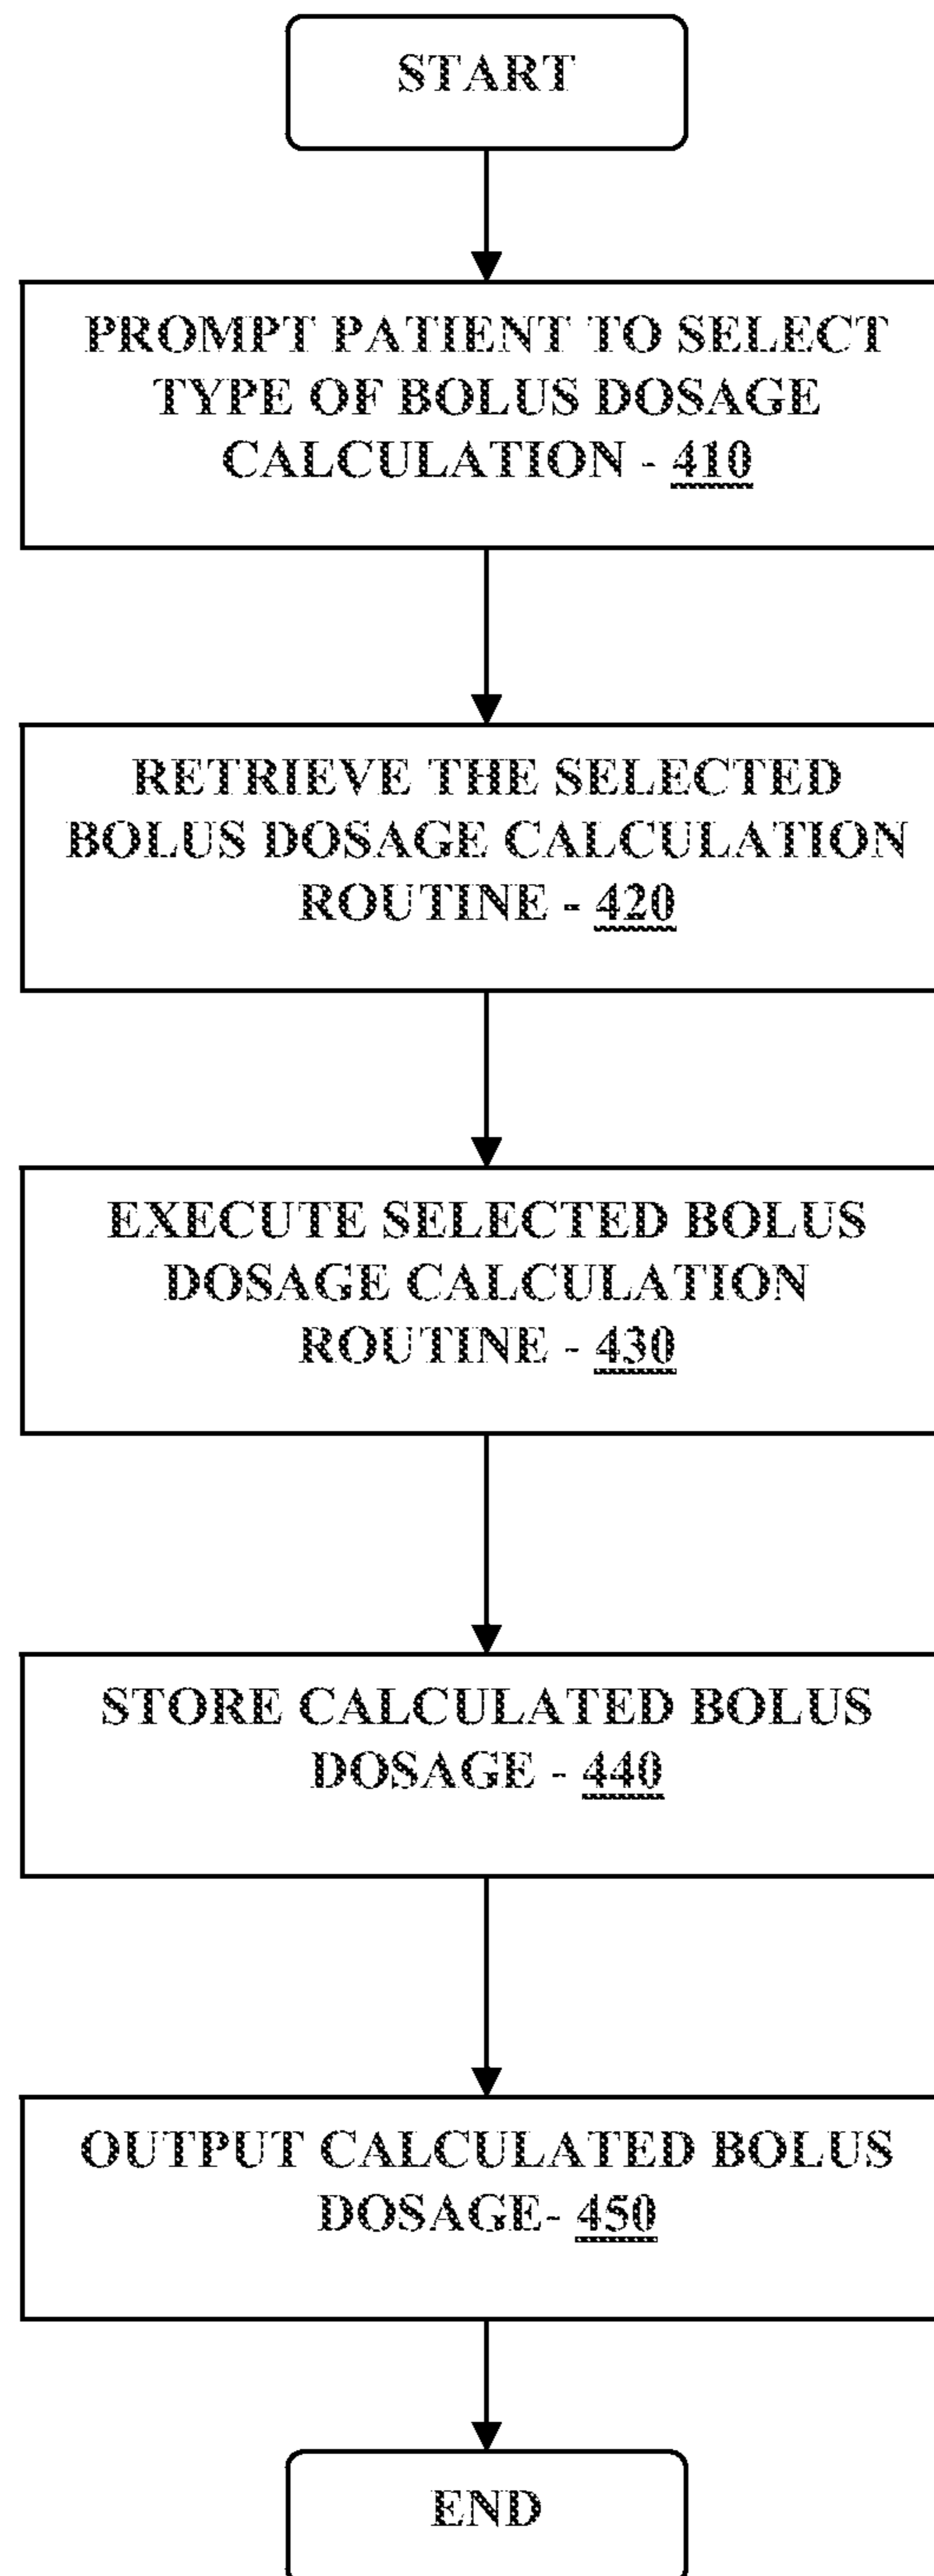 START
PROMPT PATIENT TO SELECT
TYPE OF BOLUS DOSAGE
CALCULATION - 410
RETRIEVE THE SELECTED
BOLUS DOSAGE CALCULATION
ROUTINE - 420
EXECUTE SELECTED BOLUS
DOSAGE CALCULATION
ROUTINE - 430
STORE CALCULATED BOLUS
DOSAGE - 440
OUTPUT CALCULATED BOLUS
DOSAGE- 450
END